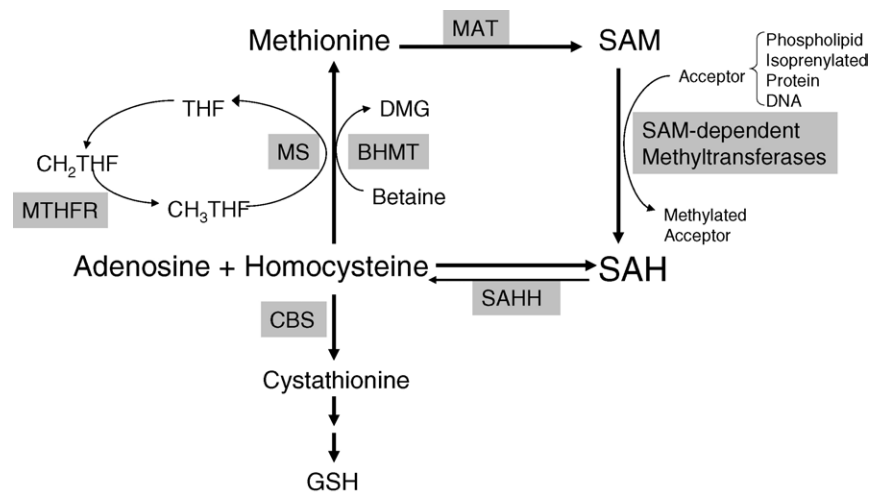 MAT
Methionine
SAM
Phospholipid
Isoprenylated
Acceptor
Protein
DNA
THF
DMG
SAM-dependent
Methyltransferases
MS
BHMT
CH₂THF
Betaine
MTHFR
CH₃THF
Methylated
Acceptor
Adenosine + Homocysteine
SAH
SAHH
CBS
Cystathionine
GSH